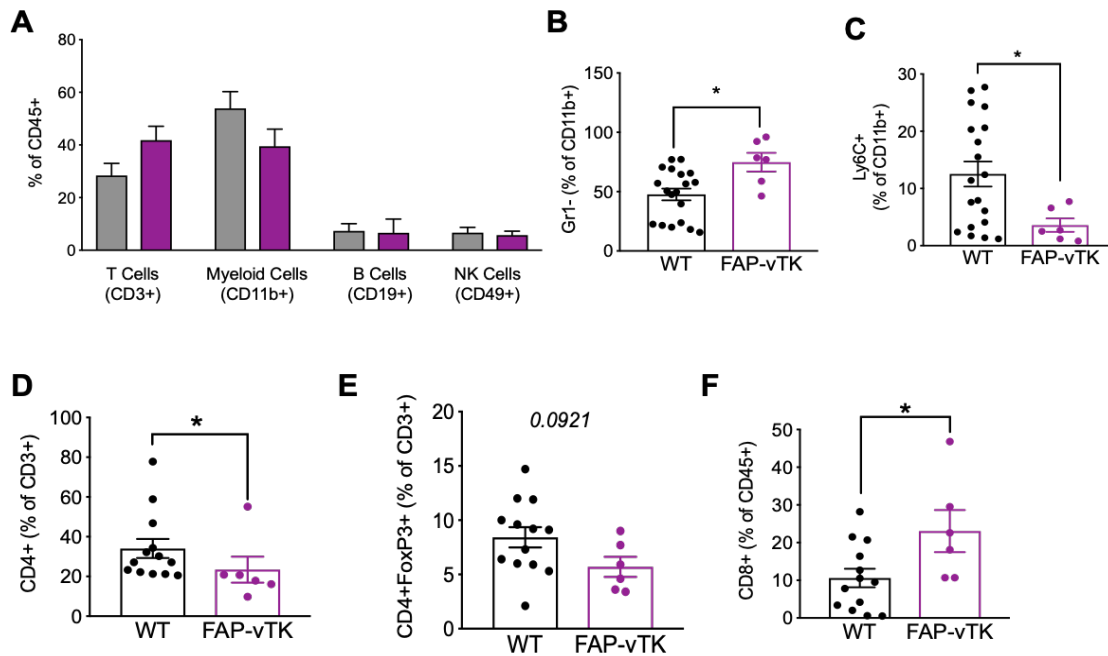 A
% of CD45+
80
60
40
20
0
T Cells
(CD3+)
Myeloid Cells
(CD11b+)
B Cells
(CD19+)
NK Cells
(CD49+)
B
Gr1- (% of CD11b+)
150
100
50
0
*
WT
FAP-vTK
C
Ly6C+
(% of CD11b+)
30
20
10
0
*
WT
FAP-vTK
D
CD4+ (% of CD3+)
100
80
60
40
20
0
*
WT
FAP-vTK
E
CD4+FoxP3+ (% of CD3+)
20
15
10
5
0
0.0921
WT
FAP-vTK
F
CD8+ (% of CD45+)
50
40
30
20
10
0
*
WT
FAP-vTK